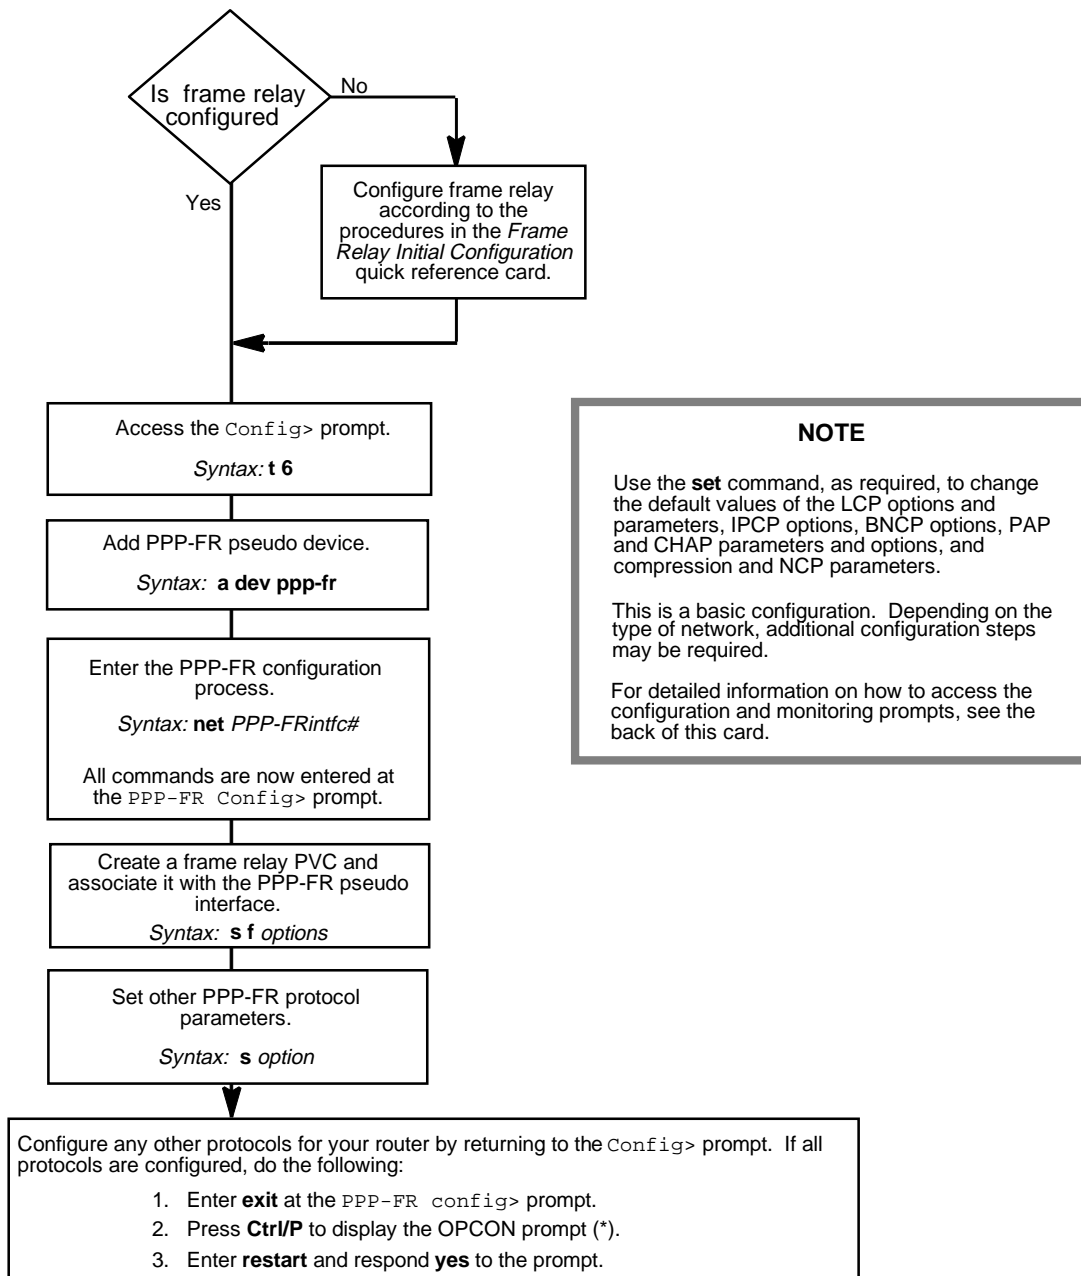 Is frame relay
configured
No
Yes
Configure frame relay
according to the
procedures in the Frame
Relay Initial Configuration
quick reference card.
Access the Config> prompt.
Syntax: t 6
Add PPP-FR pseudo device.
Syntax: a dev ppp-fr
Enter the PPP-FR configuration
process.
Syntax: net PPP-FRintfc#
All commands are now entered at
the PPP-FR Config> prompt.
Create a frame relay PVC and
associate it with the PPP-FR pseudo
interface.
Syntax: s f options
Set other PPP-FR protocol
parameters.
Syntax: s option
NOTE
Use the set command, as required, to change
the default values of the LCP options and
parameters, IPCP options, BNCP options, PAP
and CHAP parameters and options, and
compression and NCP parameters.
This is a basic configuration. Depending on the
type of network, additional configuration steps
may be required.
For detailed information on how to access the
configuration and monitoring prompts, see the
back of this card.
Configure any other protocols for your router by returning to the Config> prompt. If all
protocols are configured, do the following:
1. Enter exit at the PPP-FR config> prompt.
2. Press Ctrl/P to display the OPCON prompt (*).
3. Enter restart and respond yes to the prompt.